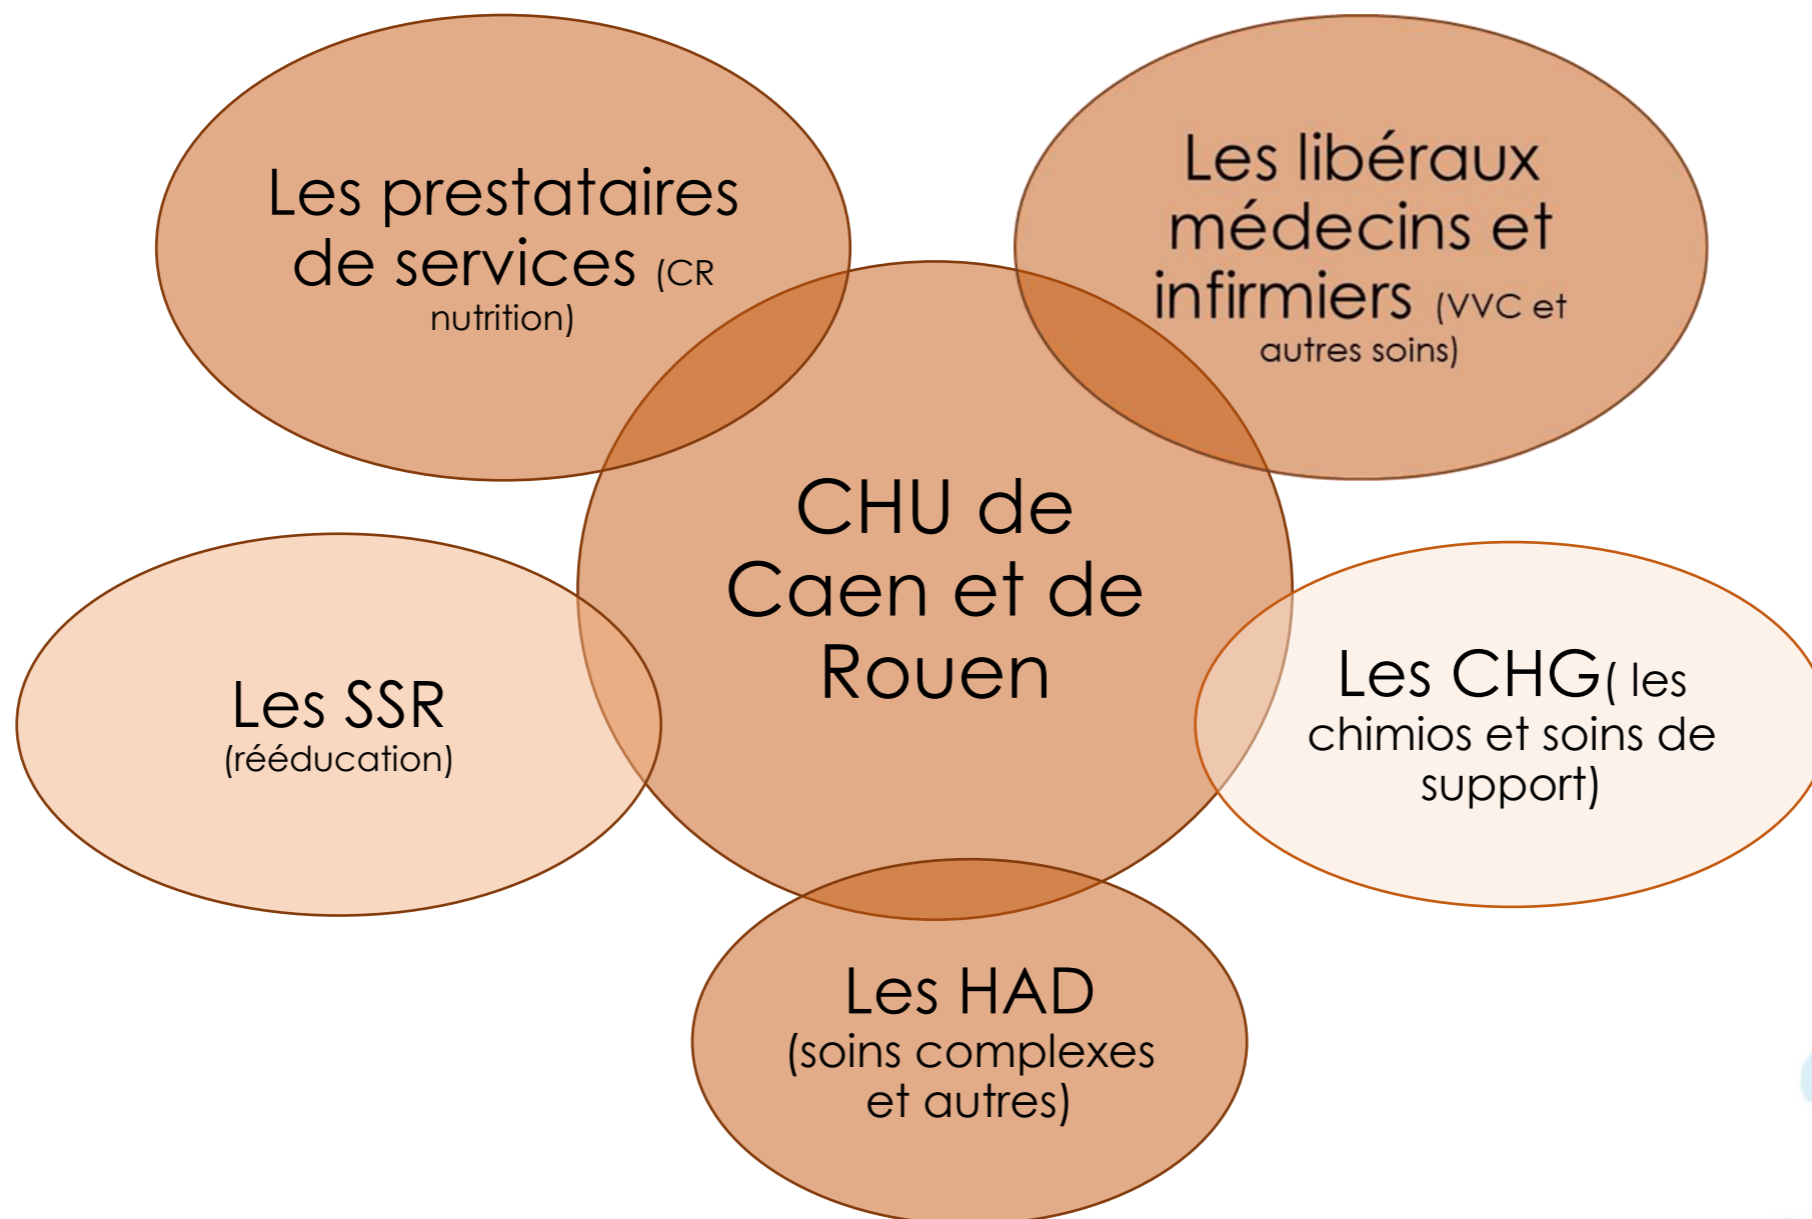 Les prestataires
de services (CR
nutrition)
Les libéraux
médecins et
infirmiers (VVC et
autres soins)
CHU de
Caen et de
Rouen
Les SSR
(rééducation)
Les CHG( les
chimios et soins de
support)
Les HAD
(soins complexes
et autres)